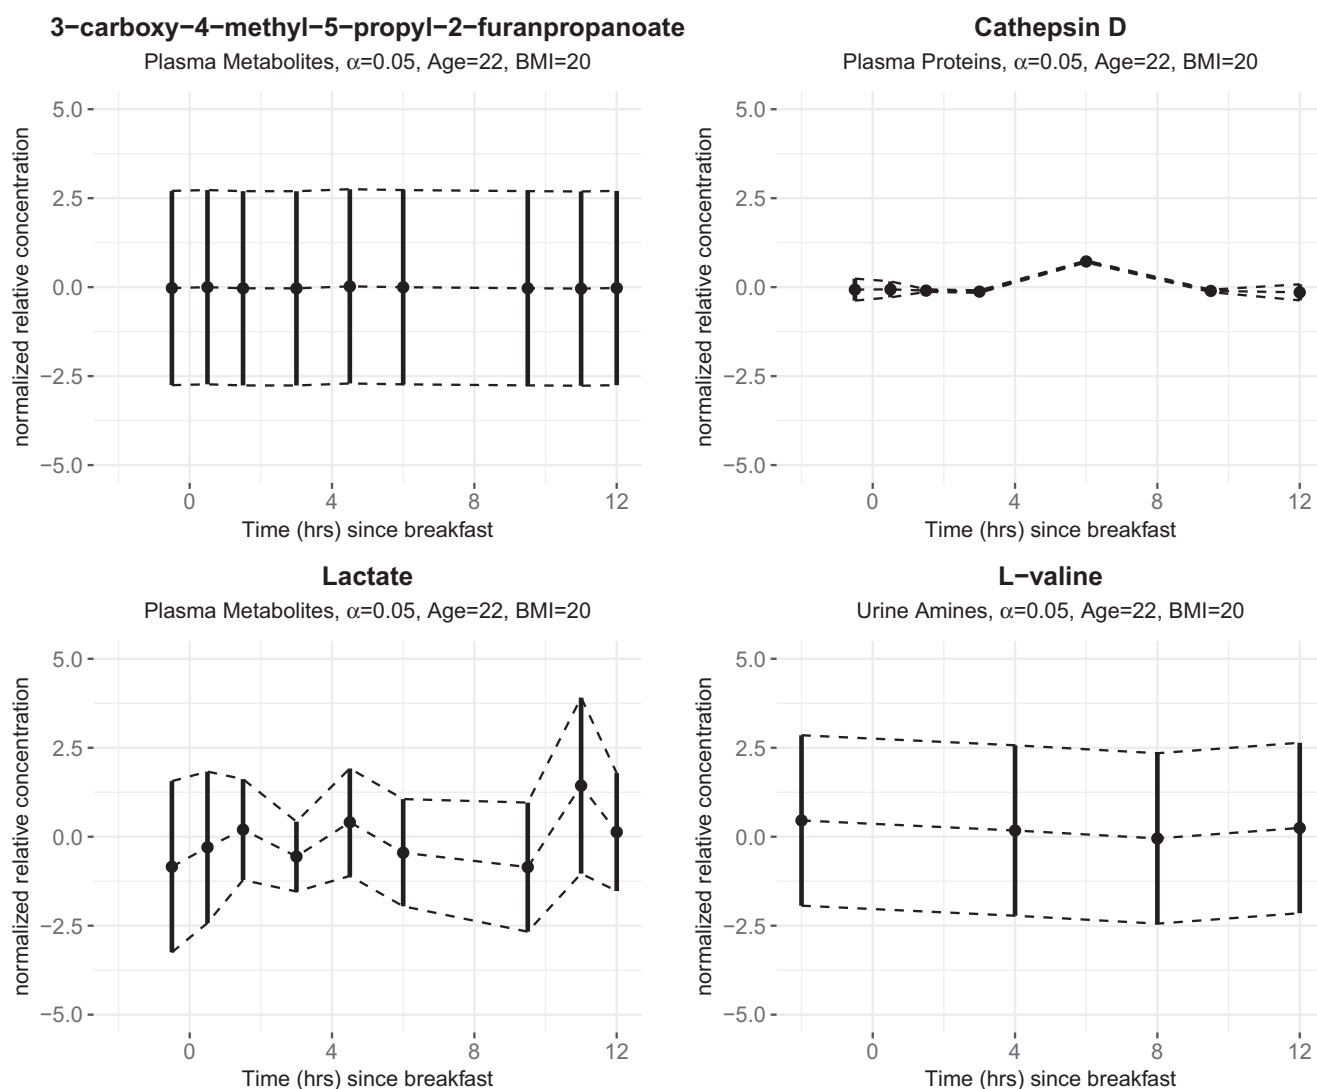 3−carboxy−4−methyl−5−propyl−2−furanpropanoate
Plasma Metabolites, α=0.05, Age=22, BMI=20
normalized relative concentration
5.0
2.5
0.0
−2.5
−5.0
0 4 8 12
Time (hrs) since breakfast
Cathepsin D
Plasma Proteins, α=0.05, Age=22, BMI=20
normalized relative concentration
5.0
2.5
0.0
−2.5
−5.0
0 4 8 12
Time (hrs) since breakfast
Lactate
Plasma Metabolites, α=0.05, Age=22, BMI=20
normalized relative concentration
5.0
2.5
0.0
−2.5
−5.0
0 4 8 12
Time (hrs) since breakfast
L−valine
Urine Amines, α=0.05, Age=22, BMI=20
normalized relative concentration
5.0
2.5
0.0
−2.5
−5.0
0 4 8 12
Time (hrs) since breakfast